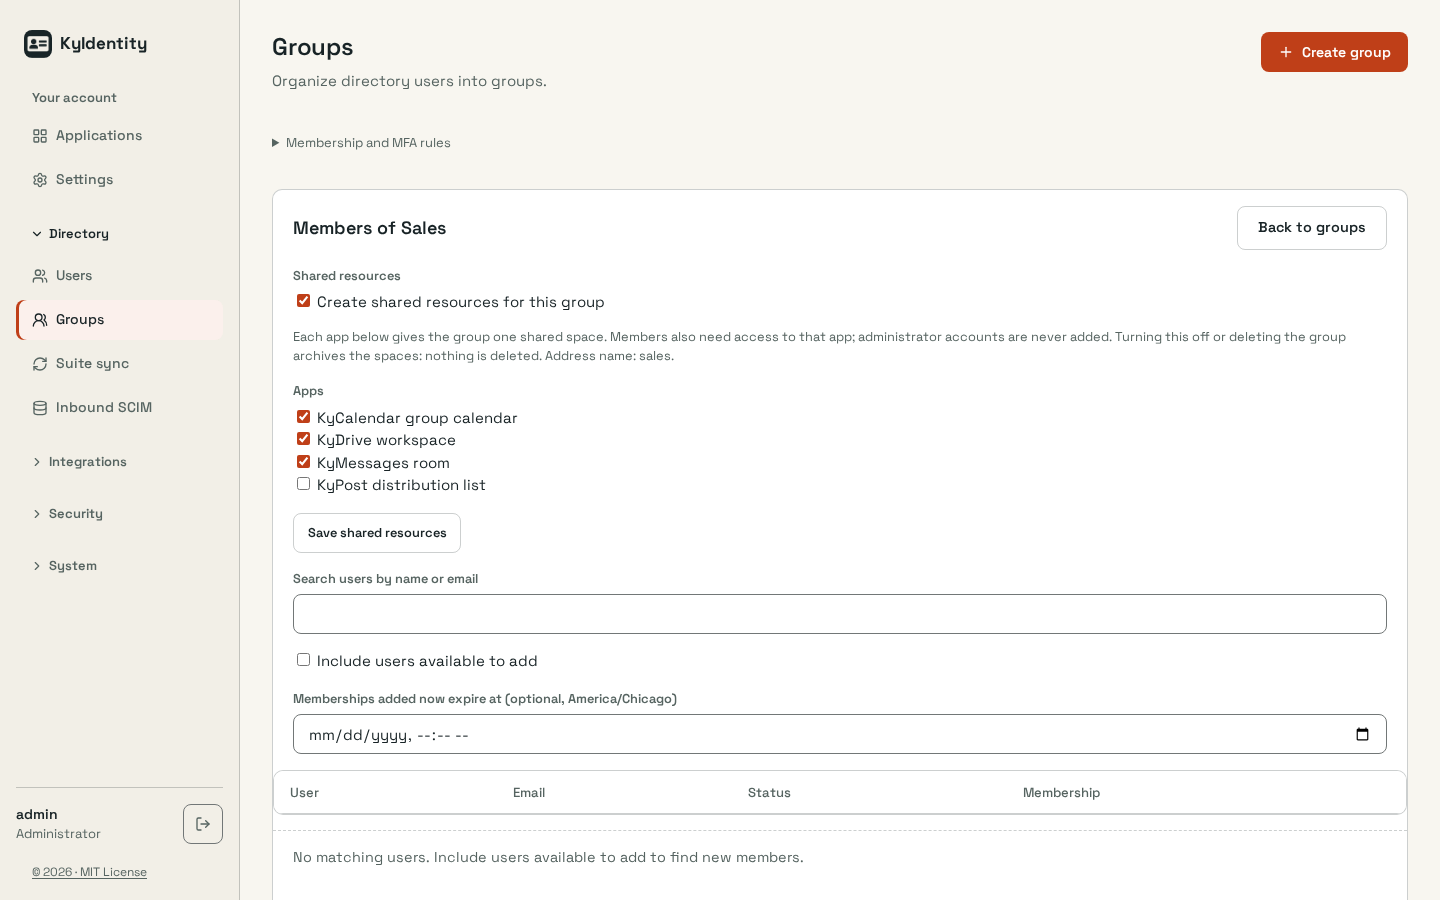 KyIdentity
Your account
Applications
Settings
Directory
Users
Groups
Suite sync
Inbound SCIM
Integrations
Security
System
admin
Administrator
© 2026 · MIT License
Groups
Organize directory users into groups.
Create group
Membership and MFA rules
Members of Sales
Back to groups
Shared resources
Create shared resources for this group
Each app below gives the group one shared space. Members also need access to that app; administrator accounts are never added. Turning this off or deleting the group
archives the spaces: nothing is deleted. Address name: sales.
Apps
KyCalendar group calendar
KyDrive workspace
KyMessages room
KyPost distribution list
Save shared resources
Search users by name or email
Include users available to add
Memberships added now expire at (optional, America/Chicago)
mm/dd/yyyy, --:-- --
User Email Status Membership
No matching users. Include users available to add to find new members.